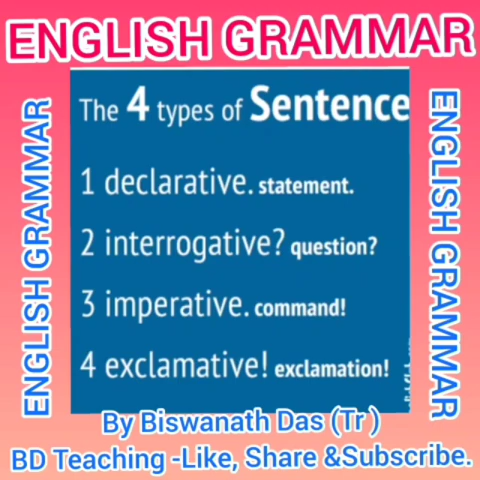 ENGLISH GRAMMAR
ENGLISH GRAMMAR
The 4 types of Sentence
1 declarative. statement.
2 interrogative? question?
3 imperative. command!
4 exclamative! exclamation!
ENGLISH GRAMMAR
By Biswanath Das (Tr )
BD Teaching -Like, Share &Subscribe.